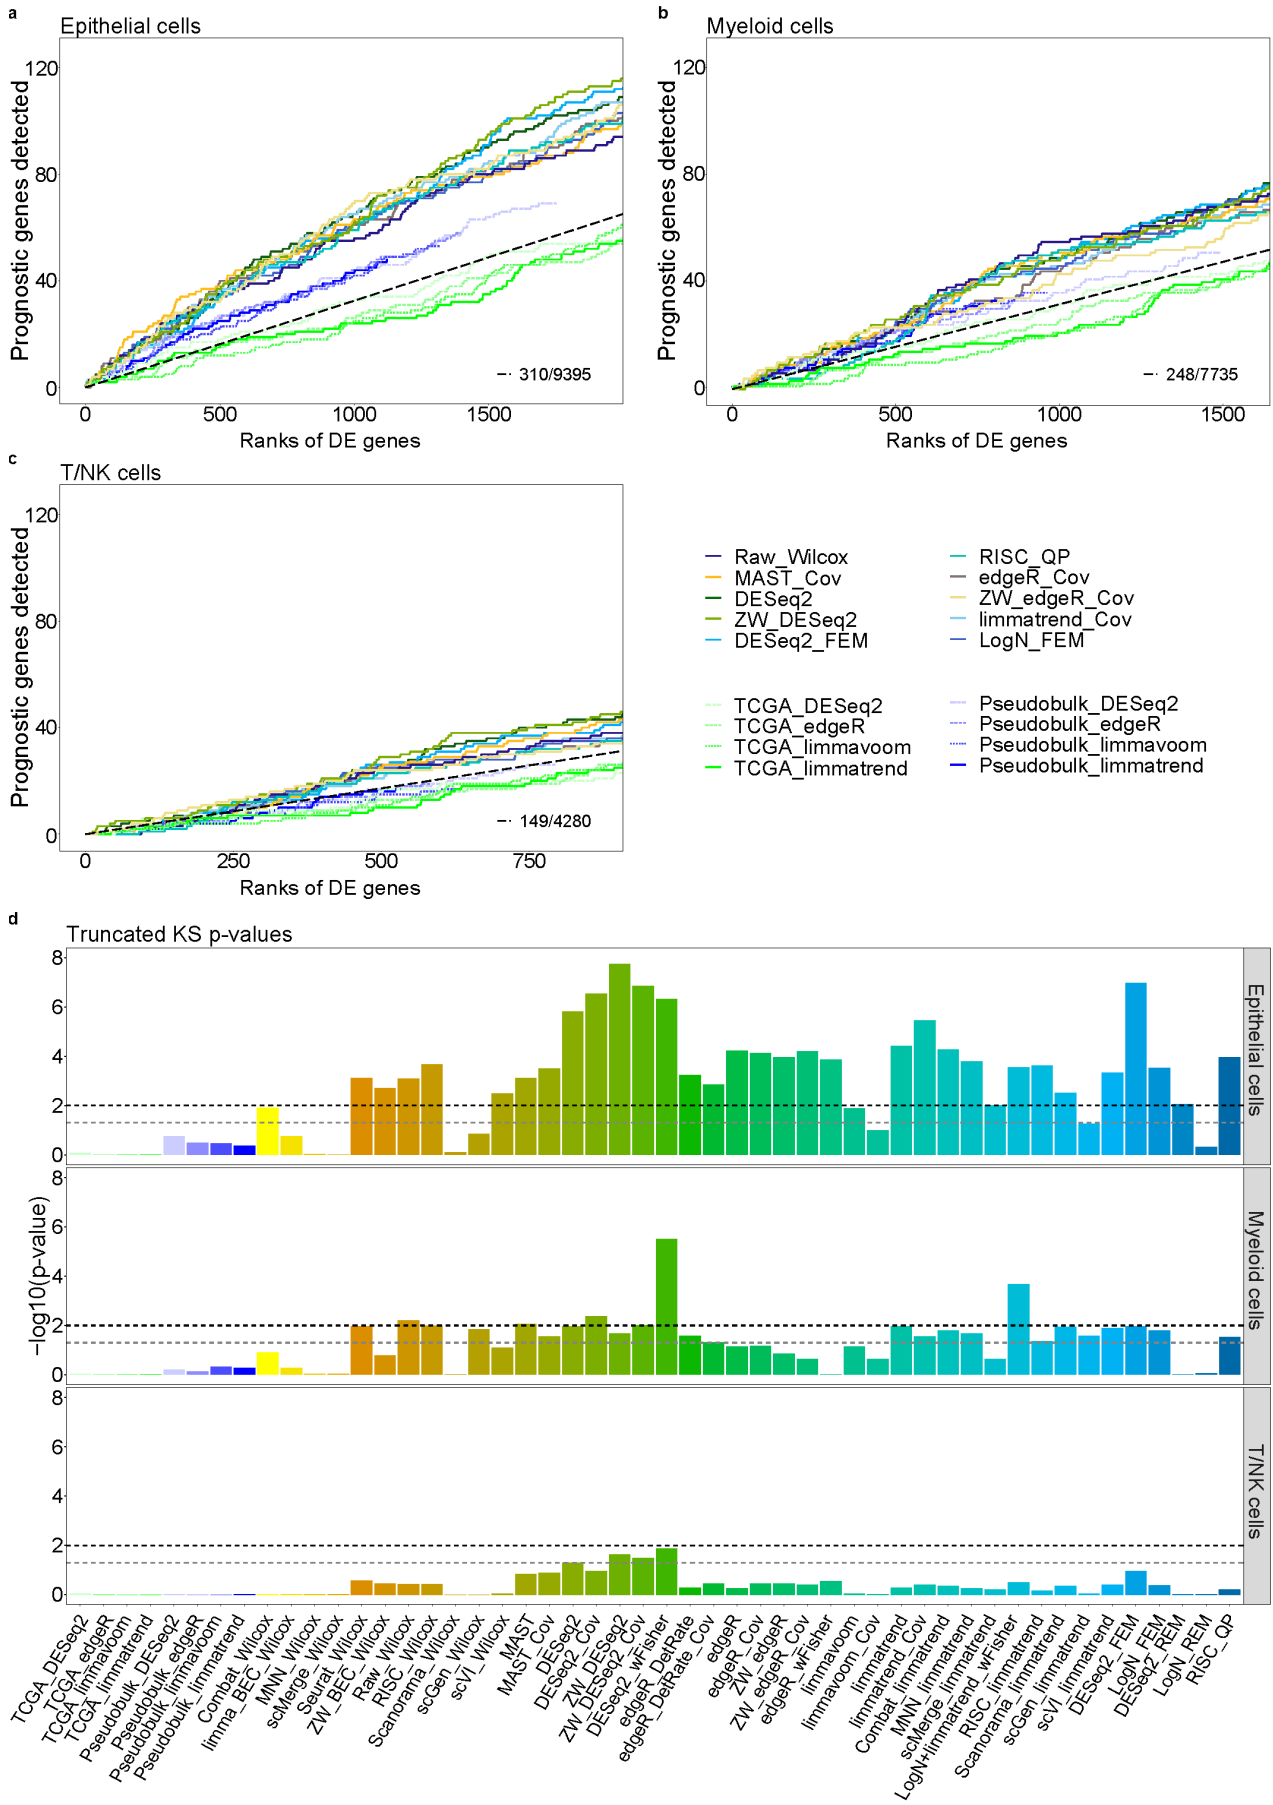 a
Epithelial cells
Prognostic genes detected
120
80
40
0
310/9395
0 500 1000 1500
Ranks of DE genes
b
Myeloid cells
Prognostic genes detected
120
80
40
0
248/7735
0 500 1000 1500
Ranks of DE genes
c
T/NK cells
Prognostic genes detected
120
80
40
0
149/4280
0 250 500 750
Ranks of DE genes
Raw_Wilcox
MAST_Cov
DESeq2
ZW_DESeq2
DESeq2_FEM
RISC_QP
edgeR_Cov
ZW_edgeR_Cov
limmatrend_Cov
LogN_FEM
TCGA_DESeq2
TCGA_edgeR
TCGA_limmavoom
TCGA_limmatrend
Pseudobulk_DESeq2
Pseudobulk_edgeR
Pseudobulk_limmavoom
Pseudobulk_limmatrend
d
Truncated KS p-values
−log10(p-value)
8
6
4
2
0
Epithelial cells
8
6
4
2
0
Myeloid cells
8
6
4
2
0
T/NK cells
TCGA_DESeq2
TCGA_edgeR
TCGA_limmavoom
TCGA_limmatrend
Pseudobulk_DESeq2
Pseudobulk_edgeR
Pseudobulk_limmavoom
Pseudobulk_limmatrend
Combat_Wilcox
limma_BEC_Wilcox
MNN_Wilcox
scMerge_Wilcox
Seurat_Wilcox
ZW_BEC_Wilcox
Raw_Wilcox
RISC_Wilcox
Scanorama_Wilcox
scGen_Wilcox
scVI_Wilcox
MAST
MAST_Cov
DESeq2
DESeq2_Cov
ZW_DESeq2
ZW_DESeq2_Cov
DESeq2_wFisher
edgeR_DetRate
edgeR_DetRate_Cov
edgeR
edgeR_Cov
ZW_edgeR
ZW_edgeR_Cov
edgeR_wFisher
limmavoom
limmavoom_Cov
limmatrend
limmatrend_Cov
Combat_limmatrend
MNN_limmatrend
scMerge_limmatrend
LogN+limmatrend_wFisher
RISC_limmatrend
Scanorama_limmatrend
scGen_limmatrend
scVI_limmatrend
DESeq2_FEM
LogN_FEM
DESeq2_REM
LogN_REM
RISC_QP